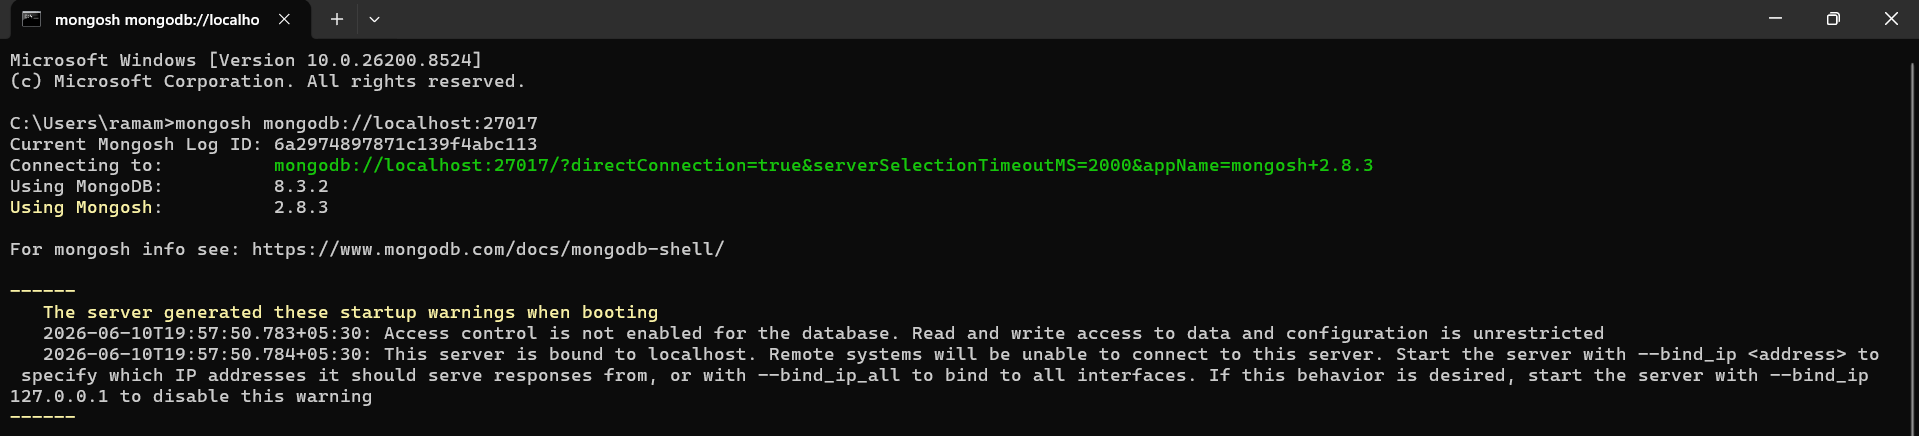 mongosh mongodb://localho
Microsoft Windows [Version 10.0.26200.8524]
(c) Microsoft Corporation. All rights reserved.
C:\Users\ramam>mongosh mongodb://localhost:27017
Current Mongosh Log ID: 6a2974897871c139f4abc113
Connecting to:          mongodb://localhost:27017/?directConnection=true&serverSelectionTimeoutMS=2000&appName=mongosh+2.8.3
Using MongoDB:          8.3.2
Using Mongosh:          2.8.3
For mongosh info see: https://www.mongodb.com/docs/mongodb-shell/
------
   The server generated these startup warnings when booting
   2026-06-10T19:57:50.783+05:30: Access control is not enabled for the database. Read and write access to data and configuration is unrestricted
   2026-06-10T19:57:50.784+05:30: This server is bound to localhost. Remote systems will be unable to connect to this server. Start the server with --bind_ip <address> to
 specify which IP addresses it should serve responses from, or with --bind_ip_all to bind to all interfaces. If this behavior is desired, start the server with --bind_ip
127.0.0.1 to disable this warning
------